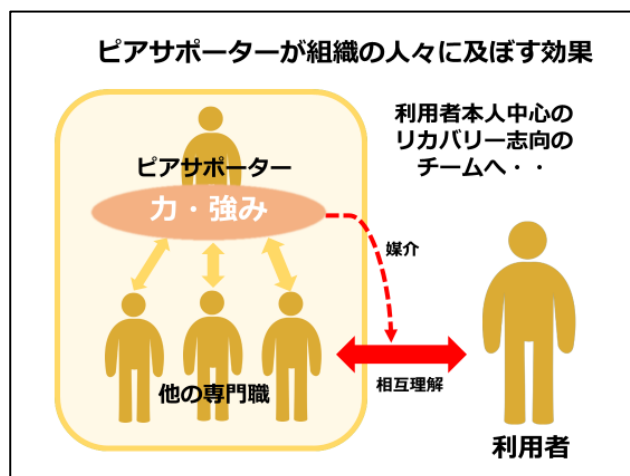 ピアサポーターが組織の人々に及ぼす効果
利用者本人中心の
リカバリー志向の
チームへ・・
ピアサポーター
力・強み
媒介
相互理解
他の専門職
利用者